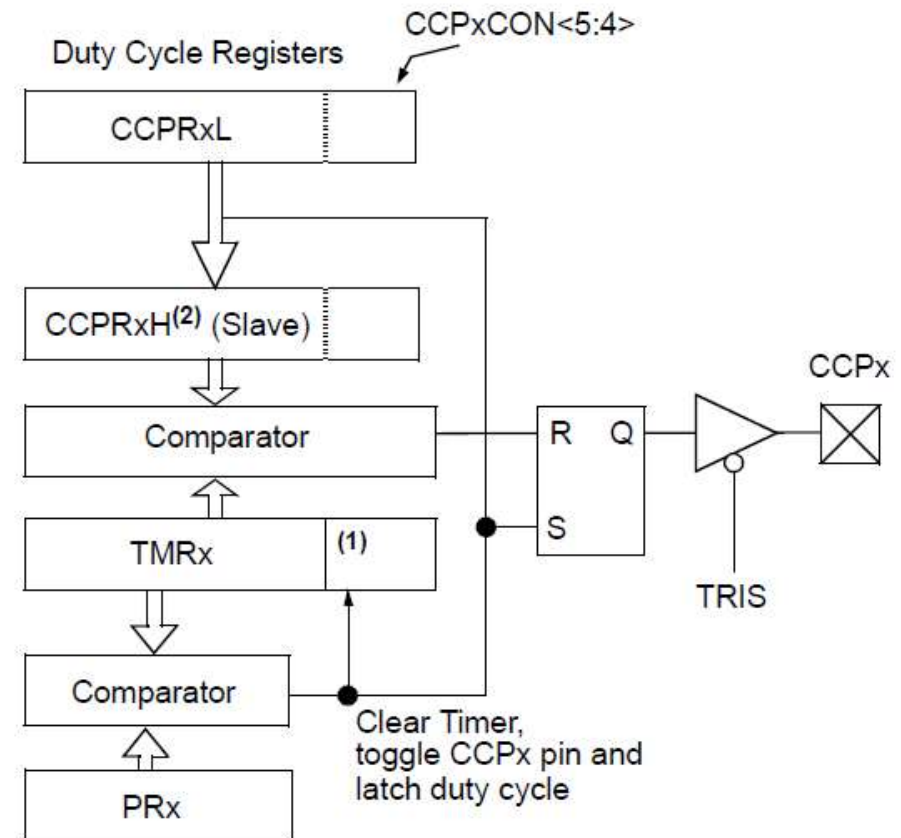 CCPxCON<5:4>
Duty Cycle Registers
CCPRxL
CCPRxH(2) (Slave)
CCPx
Comparator
R Q
TMRx (1)
S
TRIS
Comparator
Clear Timer,
toggle CCPx pin and
latch duty cycle
PRx